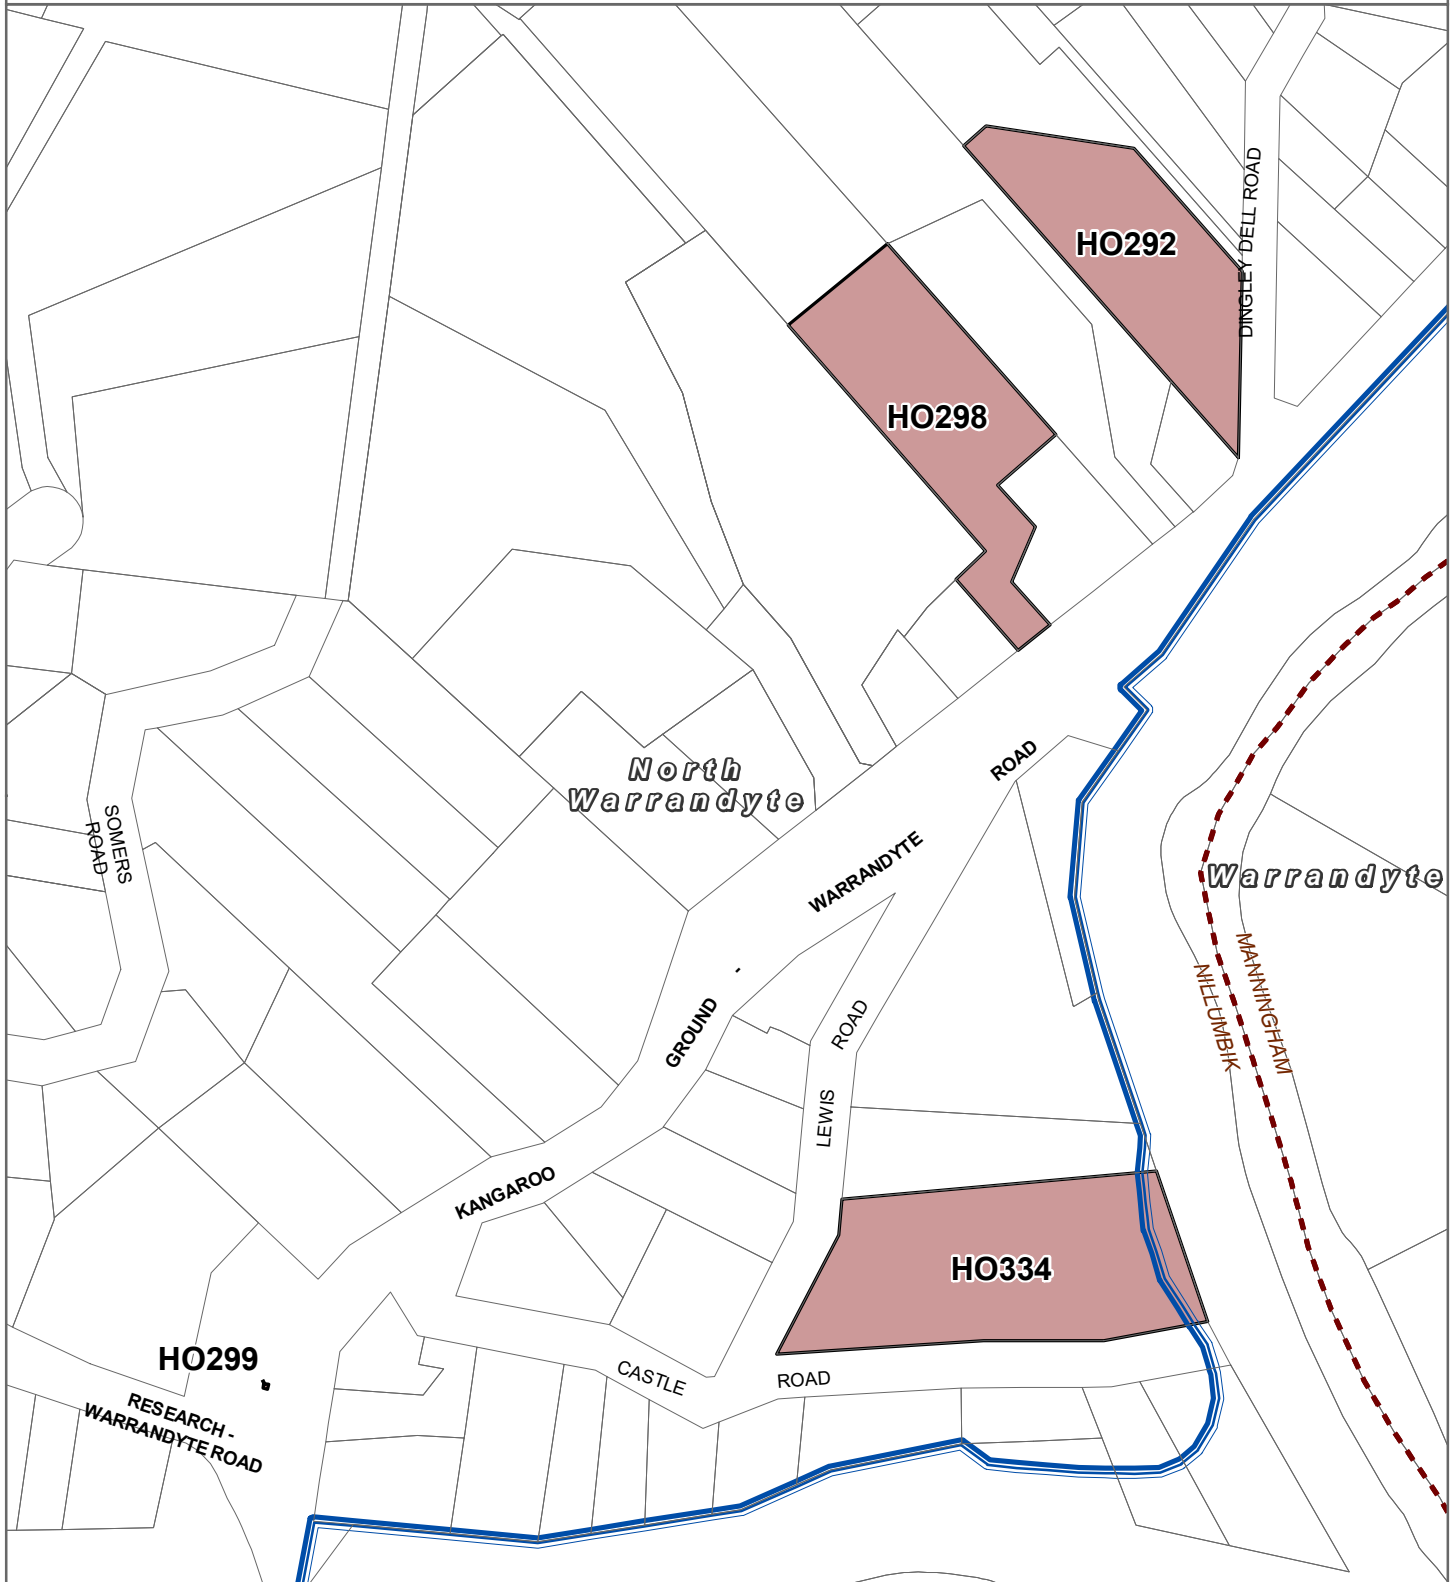 DINGLEY DELL ROAD
HO292
HO298
North
Warrandyte
ROAD
WARRANDYTE
-
GROUND
KANGAROO
SOMERS
ROAD
Warrandyte
MANNINGHAM
NILLUMBIK
ROAD
LEWIS
HO334
HO299
CASTLE
ROAD
RESEARCH -
WARRANDYTE ROAD